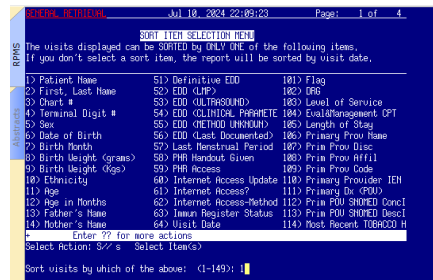 GENERAL RETRIEVAL Jul 10, 2024 22:09:23 Page: 1 of 4
SORT ITEM SELECTION MENU
The visits displayed can be SORTED by ONLY ONE of the following items.
If you don't select a sort item, the report will be sorted by visit date.
1) Patient Name 51) Definitive EDD 101) Flag
2) First, Last Name 52) EDD (LMP) 102) DRG
3) Chart # 53) EDD (ULTRASOUND) 103) Level of Service
4) Terminal Digit # 54) EDD (CLINICAL PARAMETE 104) Eval&Management CPT
5) Sex 55) EDD (METHOD UNKNOWN) 105) Length of Stay
6) Date of Birth 56) EDD (Last Documented) 106) Primary Prov Name
7) Birth Month 57) Last Menstrual Period 107) Prim Prov Disc
8) Birth Weight (grams) 58) PHR Handout Given 108) Prim Prov Affil
9) Birth Weight (Kgs) 59) PHR Access 109) Prim Prov Code
10) Ethnicity 60) Internet Access Update 110) Primary Provider IEN
11) Age 61) Internet Access? 111) Primary Dx (POV)
12) Age in Months 62) Internet Access-Method 112) Prim POV SNOMED ConcI
13) Father's Name 63) Immun Register Status 113) Prim POV SNOMED DescI
14) Mother's Name 64) Visit Date 114) Most Recent TOBACCO H
+ Enter ?? for more actions
Select Action: S// s Select Item(s)
Sort visits by which of the above: (1-149): 1
RPMS
Abstracts